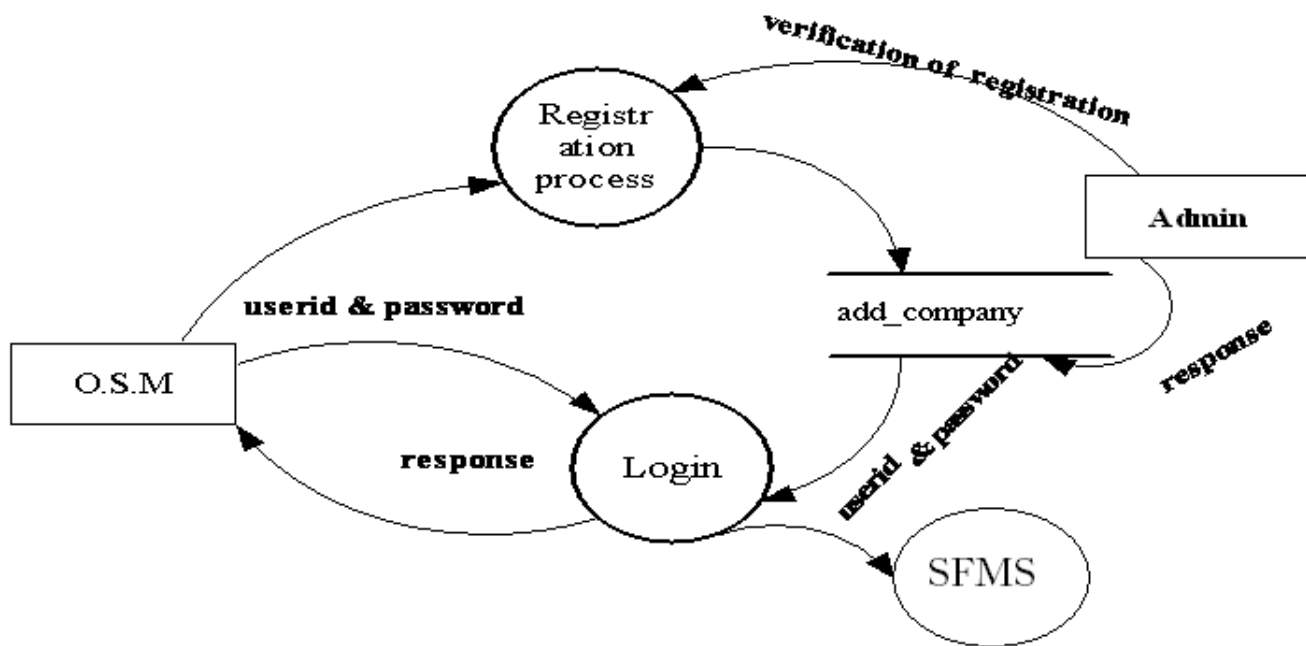 verification of registration
Registr
ation
process
Admin
userid & password
add_company
response
O.S.M
response
Login
userid & password
SFMS